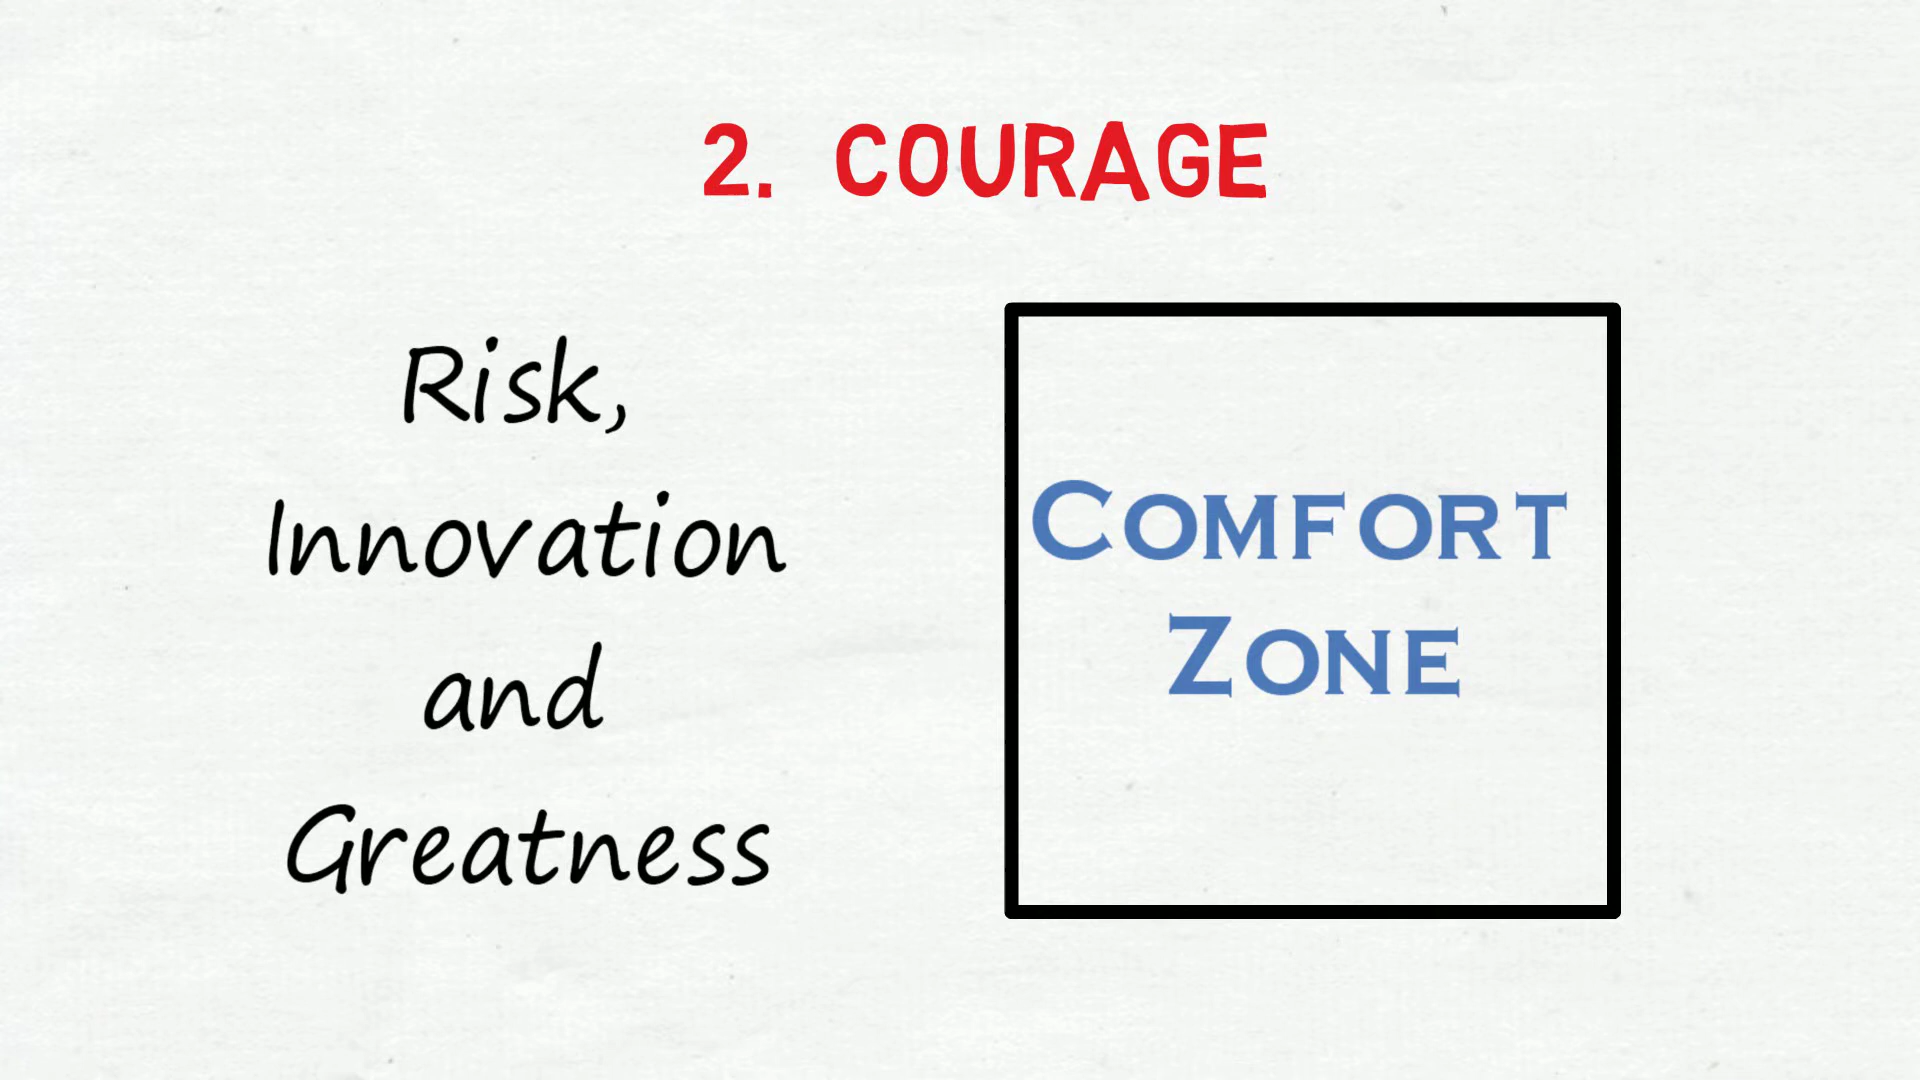 2. COURAGE
Risk,
Innovation
and
Greatness
COMFORT
ZONE